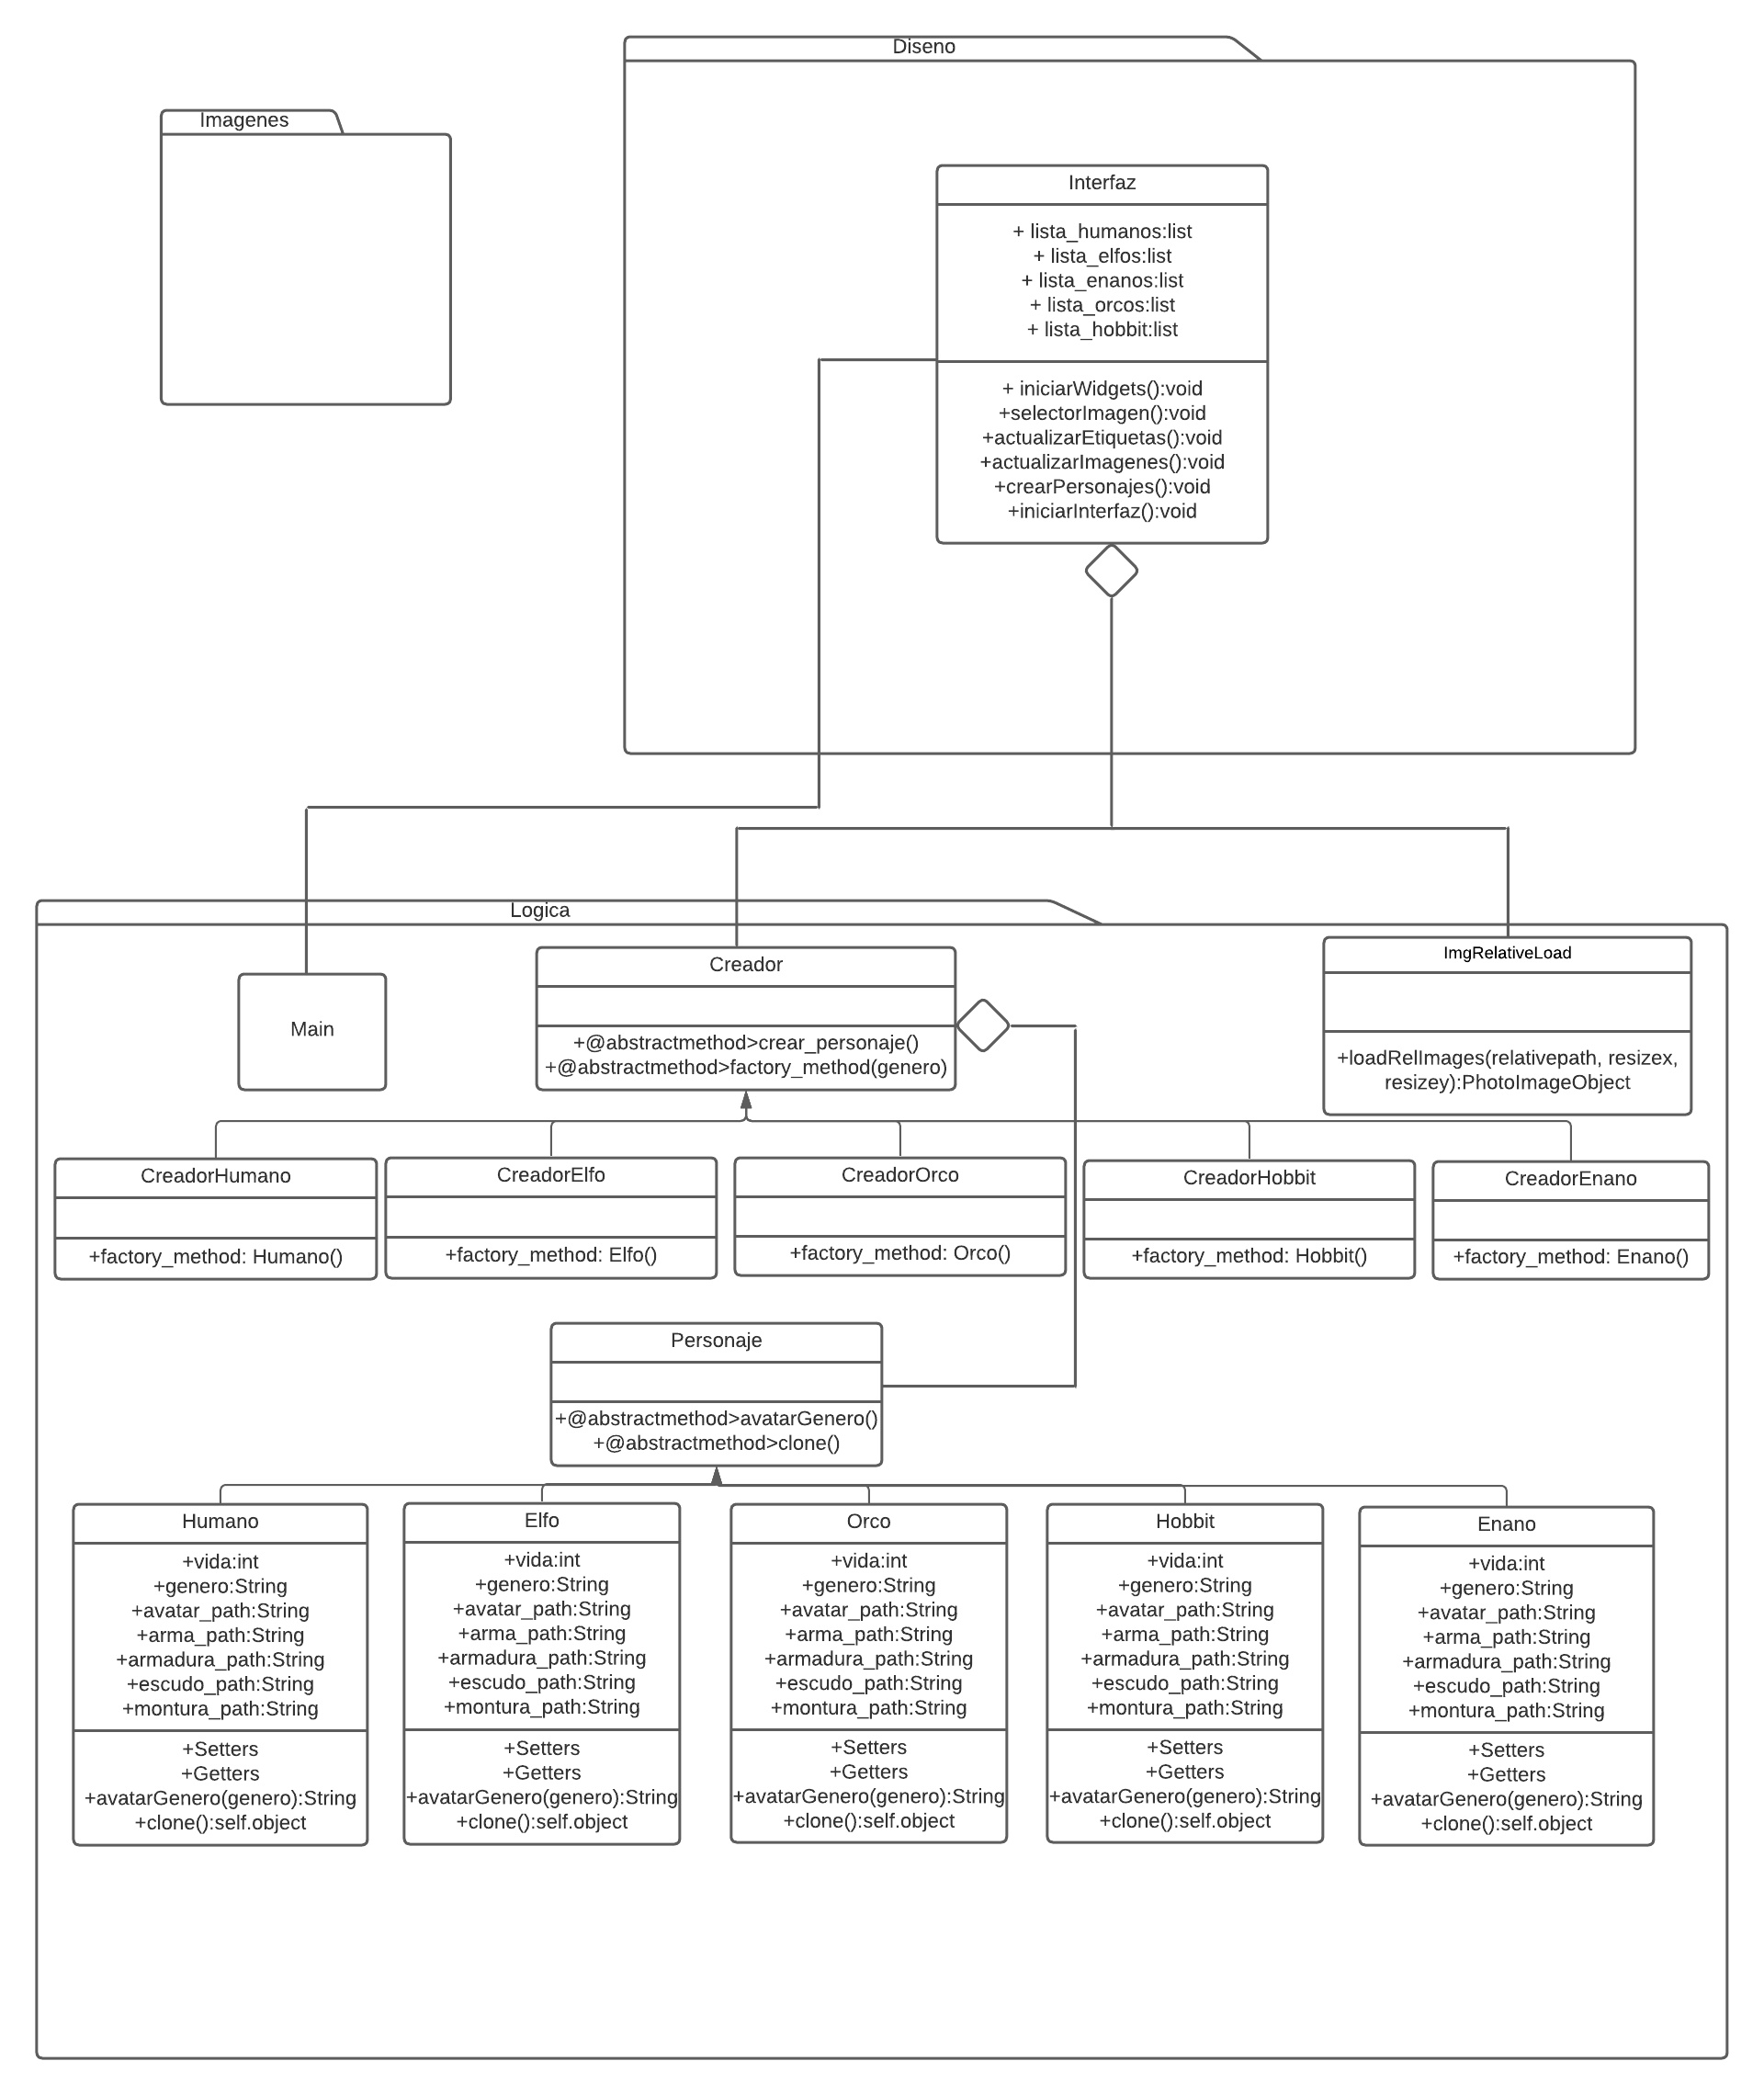 Diseno
Imagenes
Interfaz
+ lista_humanos:list
+ lista_elfos:list
+ lista_enanos:list
+ lista_orcos:list
+ lista_hobbit:list
+ iniciarWidgets():void
+selectorImagen():void
+actualizarEtiquetas():void
+actualizarImagenes():void
+crearPersonajes():void
+iniciarInterfaz():void
Logica
Main
Creador
+@abstractmethod>crear_personaje()
+@abstractmethod>factory_method(genero)
ImgRelativeLoad
+loadRelImages(relativepath, resizex,
resizey):PhotoImageObject
CreadorHumano
+factory_method: Humano()
CreadorElfo
+factory_method: Elfo()
CreadorOrco
+factory_method: Orco()
CreadorHobbit
+factory_method: Hobbit()
CreadorEnano
+factory_method: Enano()
Personaje
+@abstractmethod>avatarGenero()
+@abstractmethod>clone()
Humano
+vida:int
+genero:String
+avatar_path:String
+arma_path:String
+armadura_path:String
+escudo_path:String
+montura_path:String
+Setters
+Getters
+avatarGenero(genero):String
+clone():self.object
Elfo
+vida:int
+genero:String
+avatar_path:String
+arma_path:String
+armadura_path:String
+escudo_path:String
+montura_path:String
+Setters
+Getters
+avatarGenero(genero):String
+clone():self.object
Orco
+vida:int
+genero:String
+avatar_path:String
+arma_path:String
+armadura_path:String
+escudo_path:String
+montura_path:String
+Setters
+Getters
+avatarGenero(genero):String
+clone():self.object
Hobbit
+vida:int
+genero:String
+avatar_path:String
+arma_path:String
+armadura_path:String
+escudo_path:String
+montura_path:String
+Setters
+Getters
+avatarGenero(genero):String
+clone():self.object
Enano
+vida:int
+genero:String
+avatar_path:String
+arma_path:String
+armadura_path:String
+escudo_path:String
+montura_path:String
+Setters
+Getters
+avatarGenero(genero):String
+clone():self.object